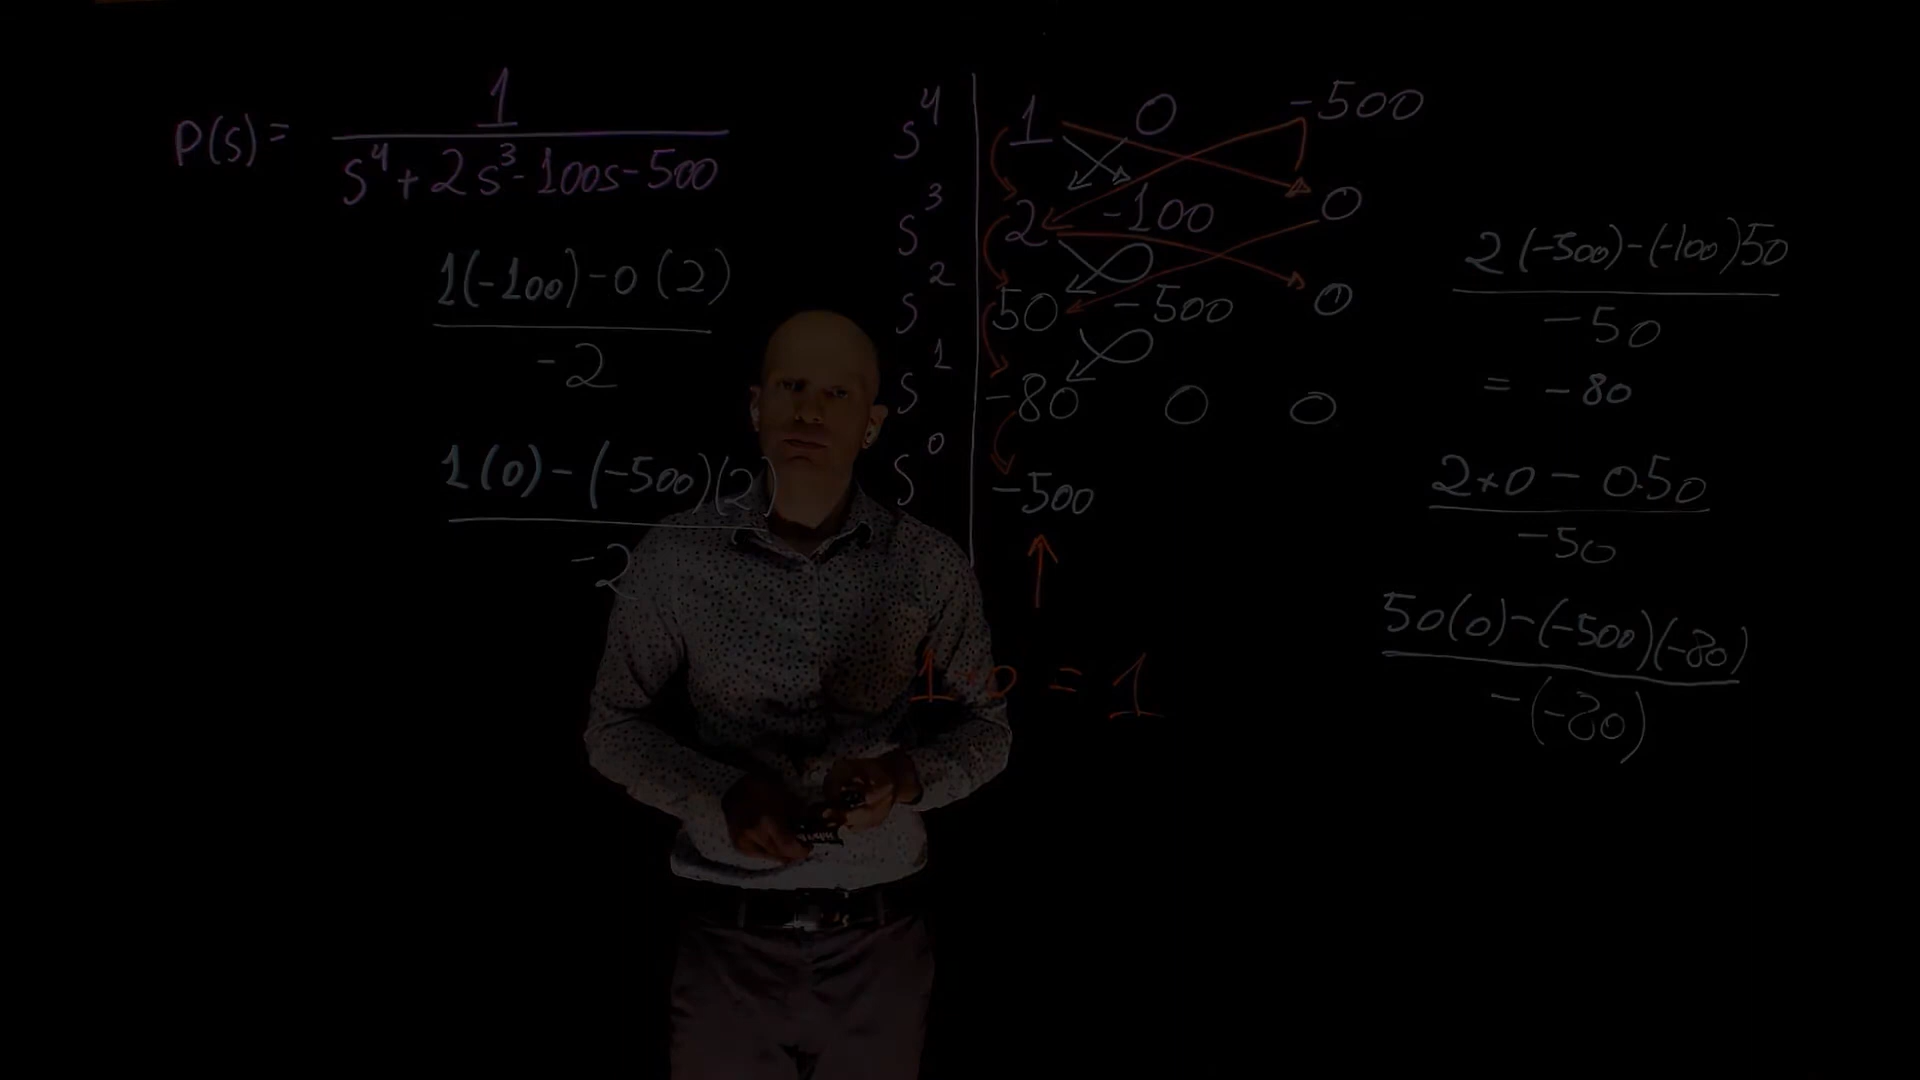 P(s) = 1 / (s⁴ + 2s³ - 100s - 500)
1(-100) - 0(2)
-2
1(0) - (-500)(2)
-2
s⁴ | 1 0 -500
s³ | 2 -100 0
s² | 50 -500 0
s¹ | -80 0 0
s⁰ | -500
= 1
2(-500) - (-100)50
-50
= -80
2*0 - 0.50
-50
50(0) - (-500)(-80)
-(-80)